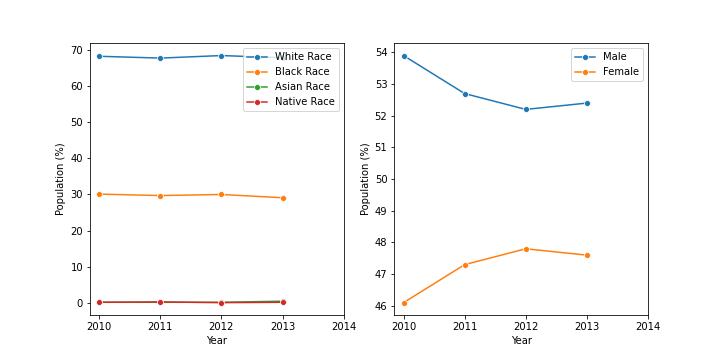 70
60
50
40
30
20
10
0
Population (%)
2010 2011 2012 2013 2014
Year
White Race
Black Race
Asian Race
Native Race
54
53
52
51
50
49
48
47
46
Population (%)
2010 2011 2012 2013 2014
Year
Male
Female